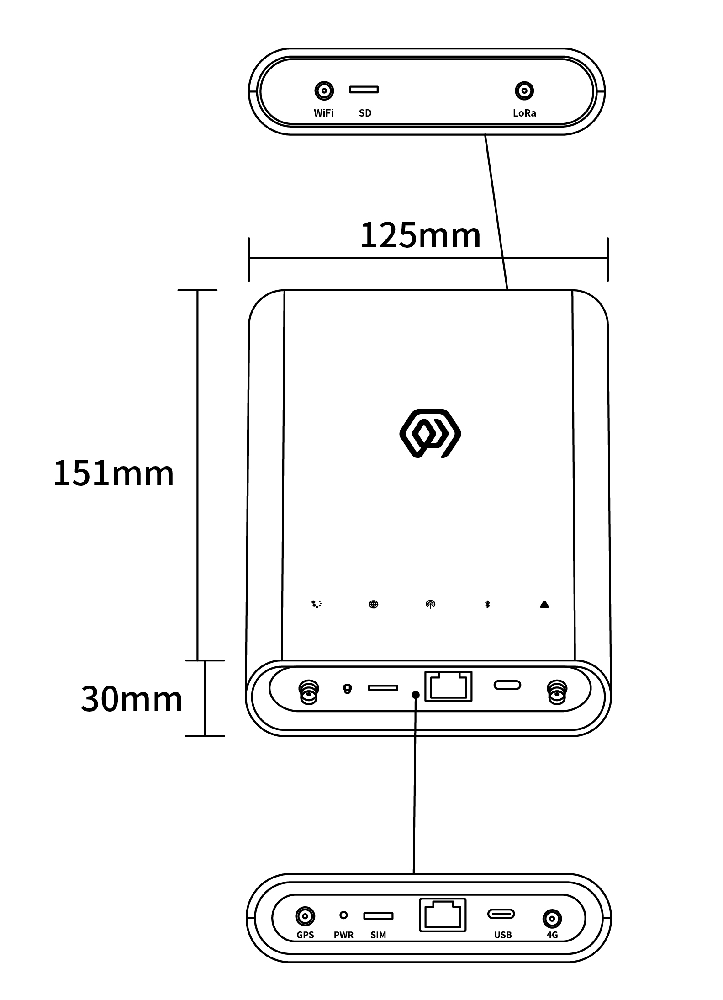 WiFi SD LoRa
125mm
151mm
30mm
GPS PWR SIM USB 4G